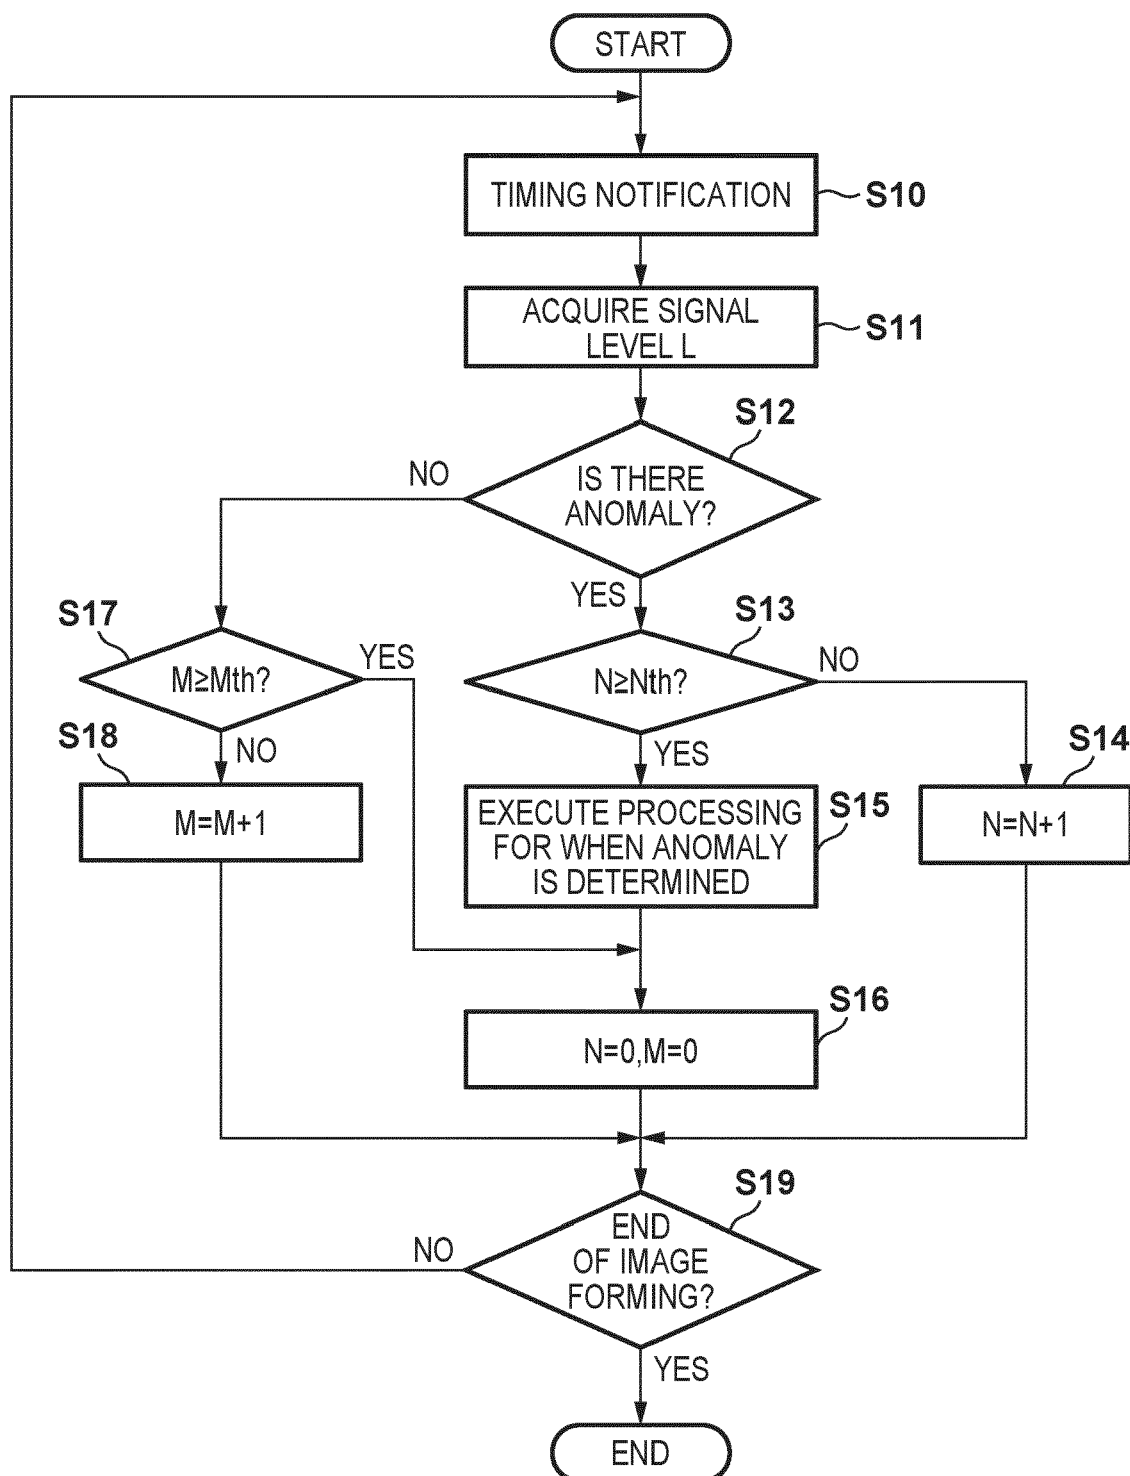 START
TIMING NOTIFICATION
S10
ACQUIRE SIGNAL
LEVEL L
S11
S12
NO
IS THERE
ANOMALY?
YES
S17
S13
M≥Mth?
YES
N≥Nth?
NO
S18
NO
YES
S14
M=M+1
EXECUTE PROCESSING
FOR WHEN ANOMALY
IS DETERMINED
S15
N=N+1
S16
N=0,M=0
S19
NO
END
OF IMAGE
FORMING?
YES
END